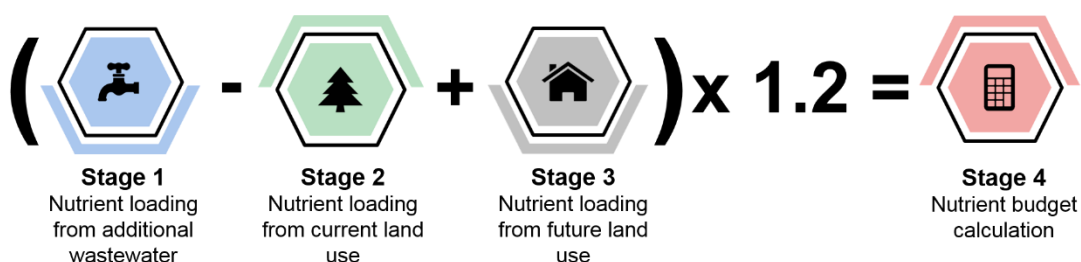 ( - + ) x 1.2 =
Stage 1
Nutrient loading
from additional
wastewater
Stage 2
Nutrient loading
from current land
use
Stage 3
Nutrient loading
from future land
use
Stage 4
Nutrient budget
calculation